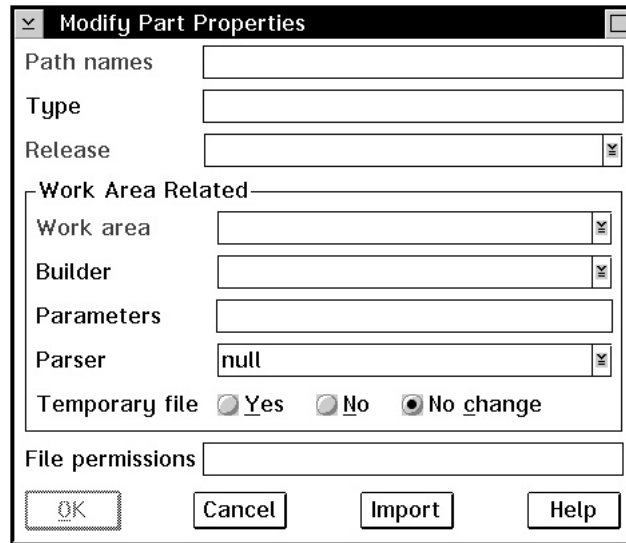 Modify Part Properties
Path names
Type
Release
Work Area Related
Work area
Builder
Parameters
Parser null
Temporary file Yes No No change
File permissions
OK Cancel Import Help